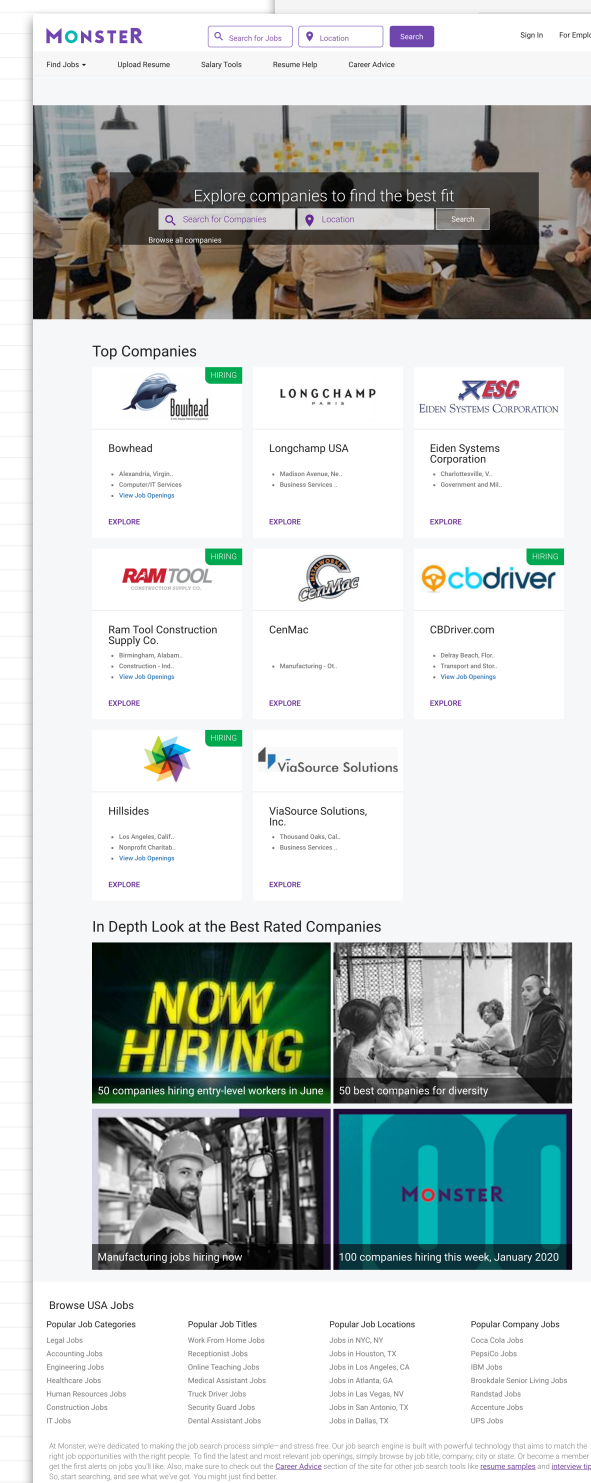 MONSTER
Search for Jobs
Location
Search
Sign In
For Emplo
Find Jobs
Upload Resume
Salary Tools
Resume Help
Career Advice
Explore companies to find the best fit
Search for Companies
Location
Search
Browse all companies
Top Companies
HIRING
Bowhead
Bowhead
Alexandria, Virgin..
Computer/IT Services
View Job Openings
EXPLORE
LONGCHAMP
PARIS
Longchamp USA
Madison Avenue, Ne..
Business Services ..
EXPLORE
ESC
EIDEN SYSTEMS CORPORATION
Eiden Systems
Corporation
Charlottesville, V..
Government and Mil..
EXPLORE
HIRING
RAM TOOL
CONSTRUCTION SUPPLY CO.
Ram Tool Construction
Supply Co.
Birmingham, Alabam..
Construction - Ind..
View Job Openings
EXPLORE
CenMac
CenMac
Manufacturing - Ot..
EXPLORE
HIRING
cbdriver
CBDriver.com
Delray Beach, Flor..
Transport and Stor..
View Job Openings
EXPLORE
HIRING
Hillsides
Los Angeles, Calif..
Nonprofit Charitab..
View Job Openings
EXPLORE
ViaSource Solutions
ViaSource Solutions,
Inc.
Thousand Oaks, Cal..
Business Services ..
EXPLORE
In Depth Look at the Best Rated Companies
NOW
HIRING
50 companies hiring entry-level workers in June
50 best companies for diversity
Manufacturing jobs hiring now
MONSTER
100 companies hiring this week, January 2020
Browse USA Jobs
Popular Job Categories
Legal Jobs
Accounting Jobs
Engineering Jobs
Healthcare Jobs
Human Resources Jobs
Construction Jobs
IT Jobs
Popular Job Titles
Work From Home Jobs
Receptionist Jobs
Online Teaching Jobs
Medical Assistant Jobs
Truck Driver Jobs
Security Guard Jobs
Dental Assistant Jobs
Popular Job Locations
Jobs in NYC, NY
Jobs in Houston, TX
Jobs in Los Angeles, CA
Jobs in Atlanta, GA
Jobs in Las Vegas, NV
Jobs in San Antonio, TX
Jobs in Dallas, TX
Popular Company Jobs
Coca Cola Jobs
PepsiCo Jobs
IBM Jobs
Brookdale Senior Living Jobs
Randstad Jobs
Accenture Jobs
UPS Jobs
At Monster, we're dedicated to making the job search process simple—and stress free. Our job search engine is built with powerful technology that aims to match the
right job opportunities with the right people. To find the latest and most relevant job openings, simply browse by job title, company, city or state. Or become a member
get the first alerts on jobs you'll like. Also, make sure to check out the Career Advice section of the site for other job search tools like resume samples and interview tip
So, start searching, and see what we've got. You might just find better.